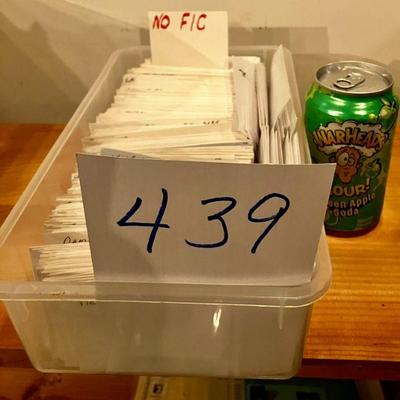 NO F/C
439
WARHEADS
SOUR!
Green Apple
Soda